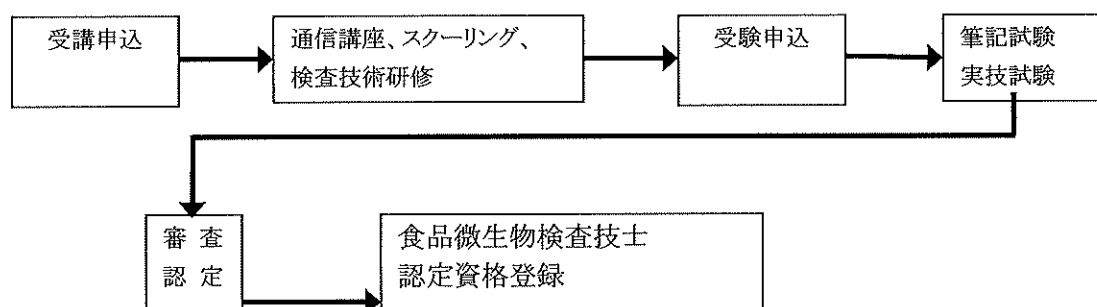 受講申込
通信講座、スクーリング、
検査技術研修
受験申込
筆記試験
実技試験
審 査
認 定
食品微生物検査技士
認定資格登録